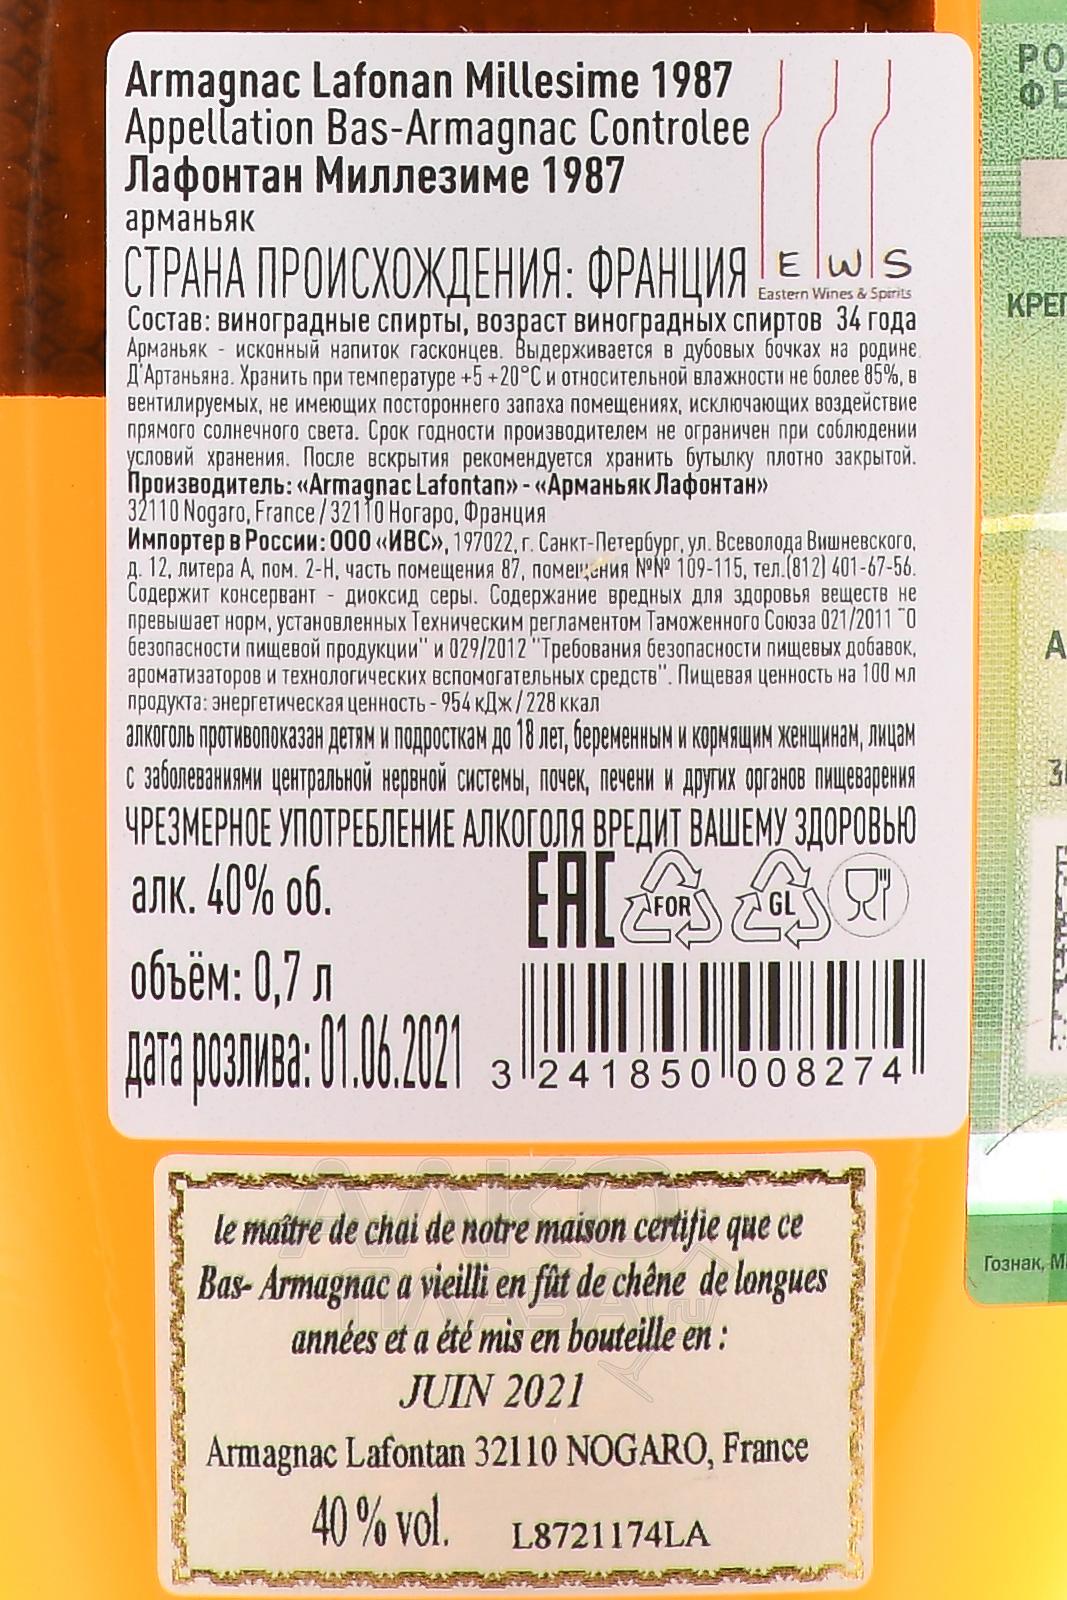 Armagnac Lafonan Millesime 1987
Appellation Bas-Armagnac Controlee
Лафонтан Миллезиме 1987
арманьяк
СТРАНА ПРОИСХОЖДЕНИЯ: ФРАНЦИЯ
E W S
Eastern Wines & Spirits
Состав: виноградные спирты, возраст виноградных спиртов 34 года
Арманьяк - исконный напиток гасконцев. Выдерживается в дубовых бочках на родине
Д'Артаньяна. Хранить при температуре +5 +20°С и относительной влажности не более 85%, в
вентилируемых, не имеющих постороннего запаха помещениях, исключающих воздействие
прямого солнечного света. Срок годности производителем не ограничен при соблюдении
условий хранения. После вскрытия рекомендуется хранить бутылку плотно закрытой.
Производитель: «Armagnac Lafontan» - «Арманьяк Лафонтан»
32110 Nogaro, France / 32110 Ногаро, Франция
Импортер в России: ООО «ИВС», 197022, г. Санкт-Петербург, ул. Всеволода Вишневского,
д. 12, литера А, пом. 2-Н, часть помещения 87, помещения №№ 109-115, тел.(812) 401-67-56.
Содержит консервант - диоксид серы. Содержание вредных для здоровья веществ не
превышает норм, установленных Техническим регламентом Таможенного Союза 021/2011 "О
безопасности пищевой продукции" и 029/2012 "Требования безопасности пищевых добавок,
ароматизаторов и технологических вспомогательных средств". Пищевая ценность на 100 мл
продукта: энергетическая ценность - 954 кДж / 228 ккал
алкоголь противопоказан детям и подросткам до 18 лет, беременным и кормящим женщинам, лицам
с заболеваниями центральной нервной системы, почек, печени и других органов пищеварения
ЧРЕЗМЕРНОЕ УПОТРЕБЛЕНИЕ АЛКОГОЛЯ ВРЕДИТ ВАШЕМУ ЗДОРОВЬЮ
алк. 40% об.
EAC FOR GL
объём: 0,7 л
дата розлива: 01.06.2021
3 241850 008274
le maître de chai de notre maison certifie que ce
Bas- Armagnac a vieilli en fût de chêne de longues
années et a été mis en bouteille en :
JUIN 2021
Armagnac Lafontan 32110 NOGARO, France
40 % vol. L8721174LA
АЛКО
ПЛАЗА.ru
РО
ФЕ
КРЕП
А
Гознак, М